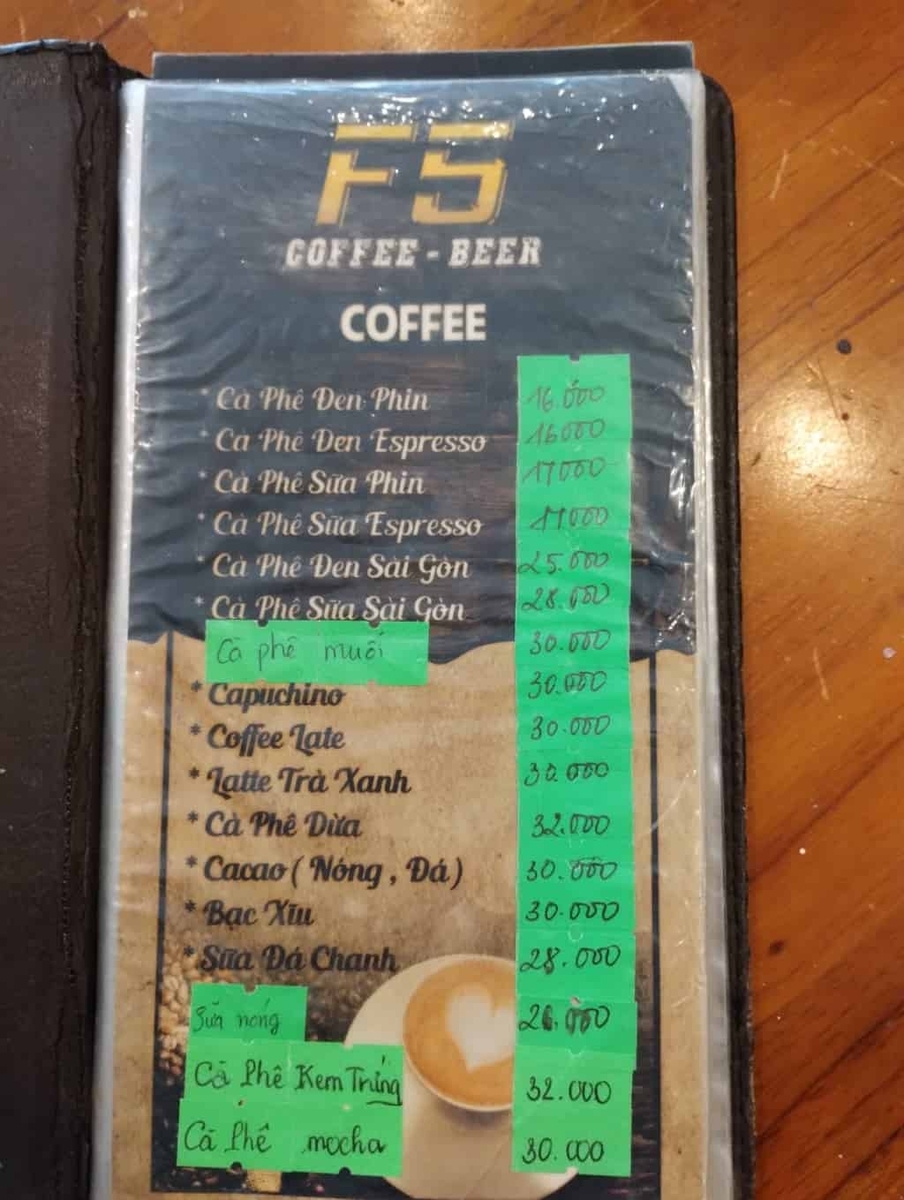 F5
COFFEE - BEER
COFFEE
* Cà Phê Đen Phin 16.000
* Cà Phê Đen Espresso 16000
* Cà Phê Sữa Phin 17000
* Cà Phê Sữa Espresso 17000
* Cà Phê Đen Sài Gòn 25.000
* Cà Phê Sữa Sài Gòn 28.000
Cà phê muối 30.000
* Capuchino 30.000
* Coffee Late 30.000
* Latte Trà Xanh 30.000
* Cà Phê Dừa 32.000
* Cacao ( Nóng , Đá ) 30.000
* Bạc Xĩu 30.000
* Sữa Đá Chanh 28.000
Sữa nóng
Cà Phê Kem Trứng 32.000
Cà Phê mocha 30.000